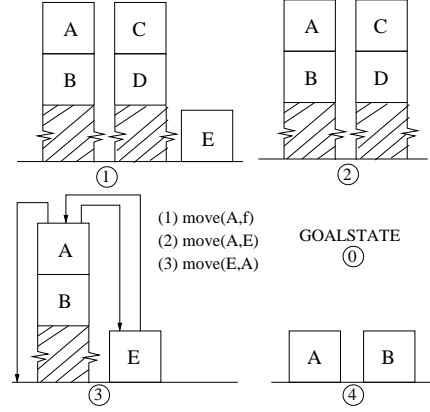 A C A C
B D B D
E
1 2
(1) move(A,f)
(2) move(A,E)
(3) move(E,A)
A
B
E
3
GOALSTATE
0
A B
4